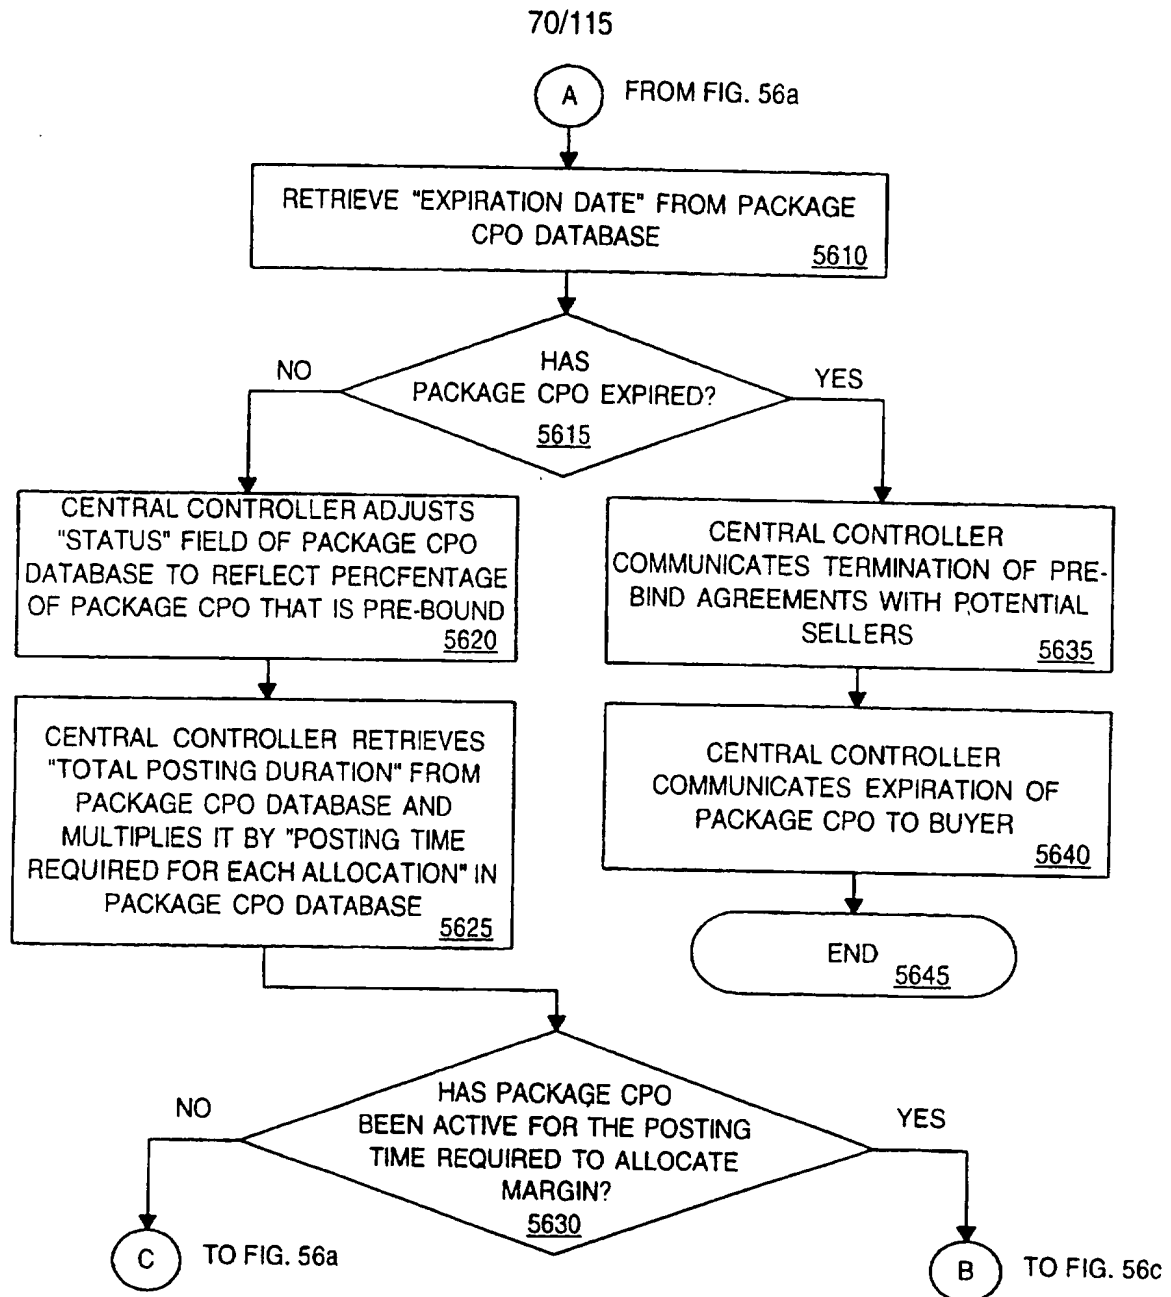 70/115
A
FROM FIG. 56a
RETRIEVE "EXPIRATION DATE" FROM PACKAGE
CPO DATABASE
5610
HAS
PACKAGE CPO EXPIRED?
5615
NO
YES
CENTRAL CONTROLLER ADJUSTS
"STATUS" FIELD OF PACKAGE CPO
DATABASE TO REFLECT PERCFENTAGE
OF PACKAGE CPO THAT IS PRE-BOUND
5620
CENTRAL CONTROLLER
COMMUNICATES TERMINATION OF PRE-
BIND AGREEMENTS WITH POTENTIAL
SELLERS
5635
CENTRAL CONTROLLER RETRIEVES
"TOTAL POSTING DURATION" FROM
PACKAGE CPO DATABASE AND
MULTIPLIES IT BY "POSTING TIME
REQUIRED FOR EACH ALLOCATION" IN
PACKAGE CPO DATABASE
5625
CENTRAL CONTROLLER
COMMUNICATES EXPIRATION OF
PACKAGE CPO TO BUYER
5640
END
5645
HAS PACKAGE CPO
BEEN ACTIVE FOR THE POSTING
TIME REQUIRED TO ALLOCATE
MARGIN?
5630
NO
YES
C
TO FIG. 56a
B
TO FIG. 56c